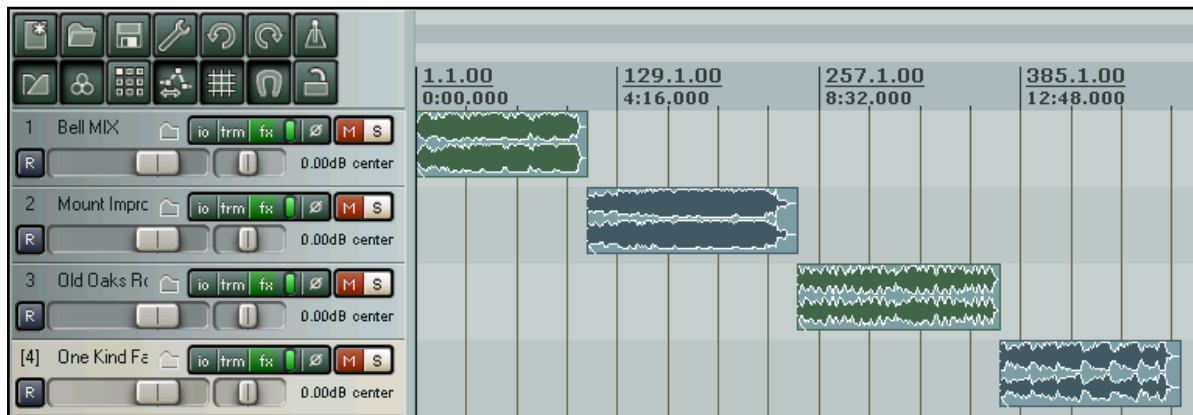 1.1.00 129.1.00 257.1.00 385.1.00
0:00.000 4:16.000 8:32.000 12:48.000
1 Bell MIX io trm fx Ø M S
R 0.00dB center
2 Mount Imprc io trm fx Ø M S
R 0.00dB center
3 Old Oaks Rc io trm fx Ø M S
R 0.00dB center
[4] One Kind Fa io trm fx Ø M S
R 0.00dB center